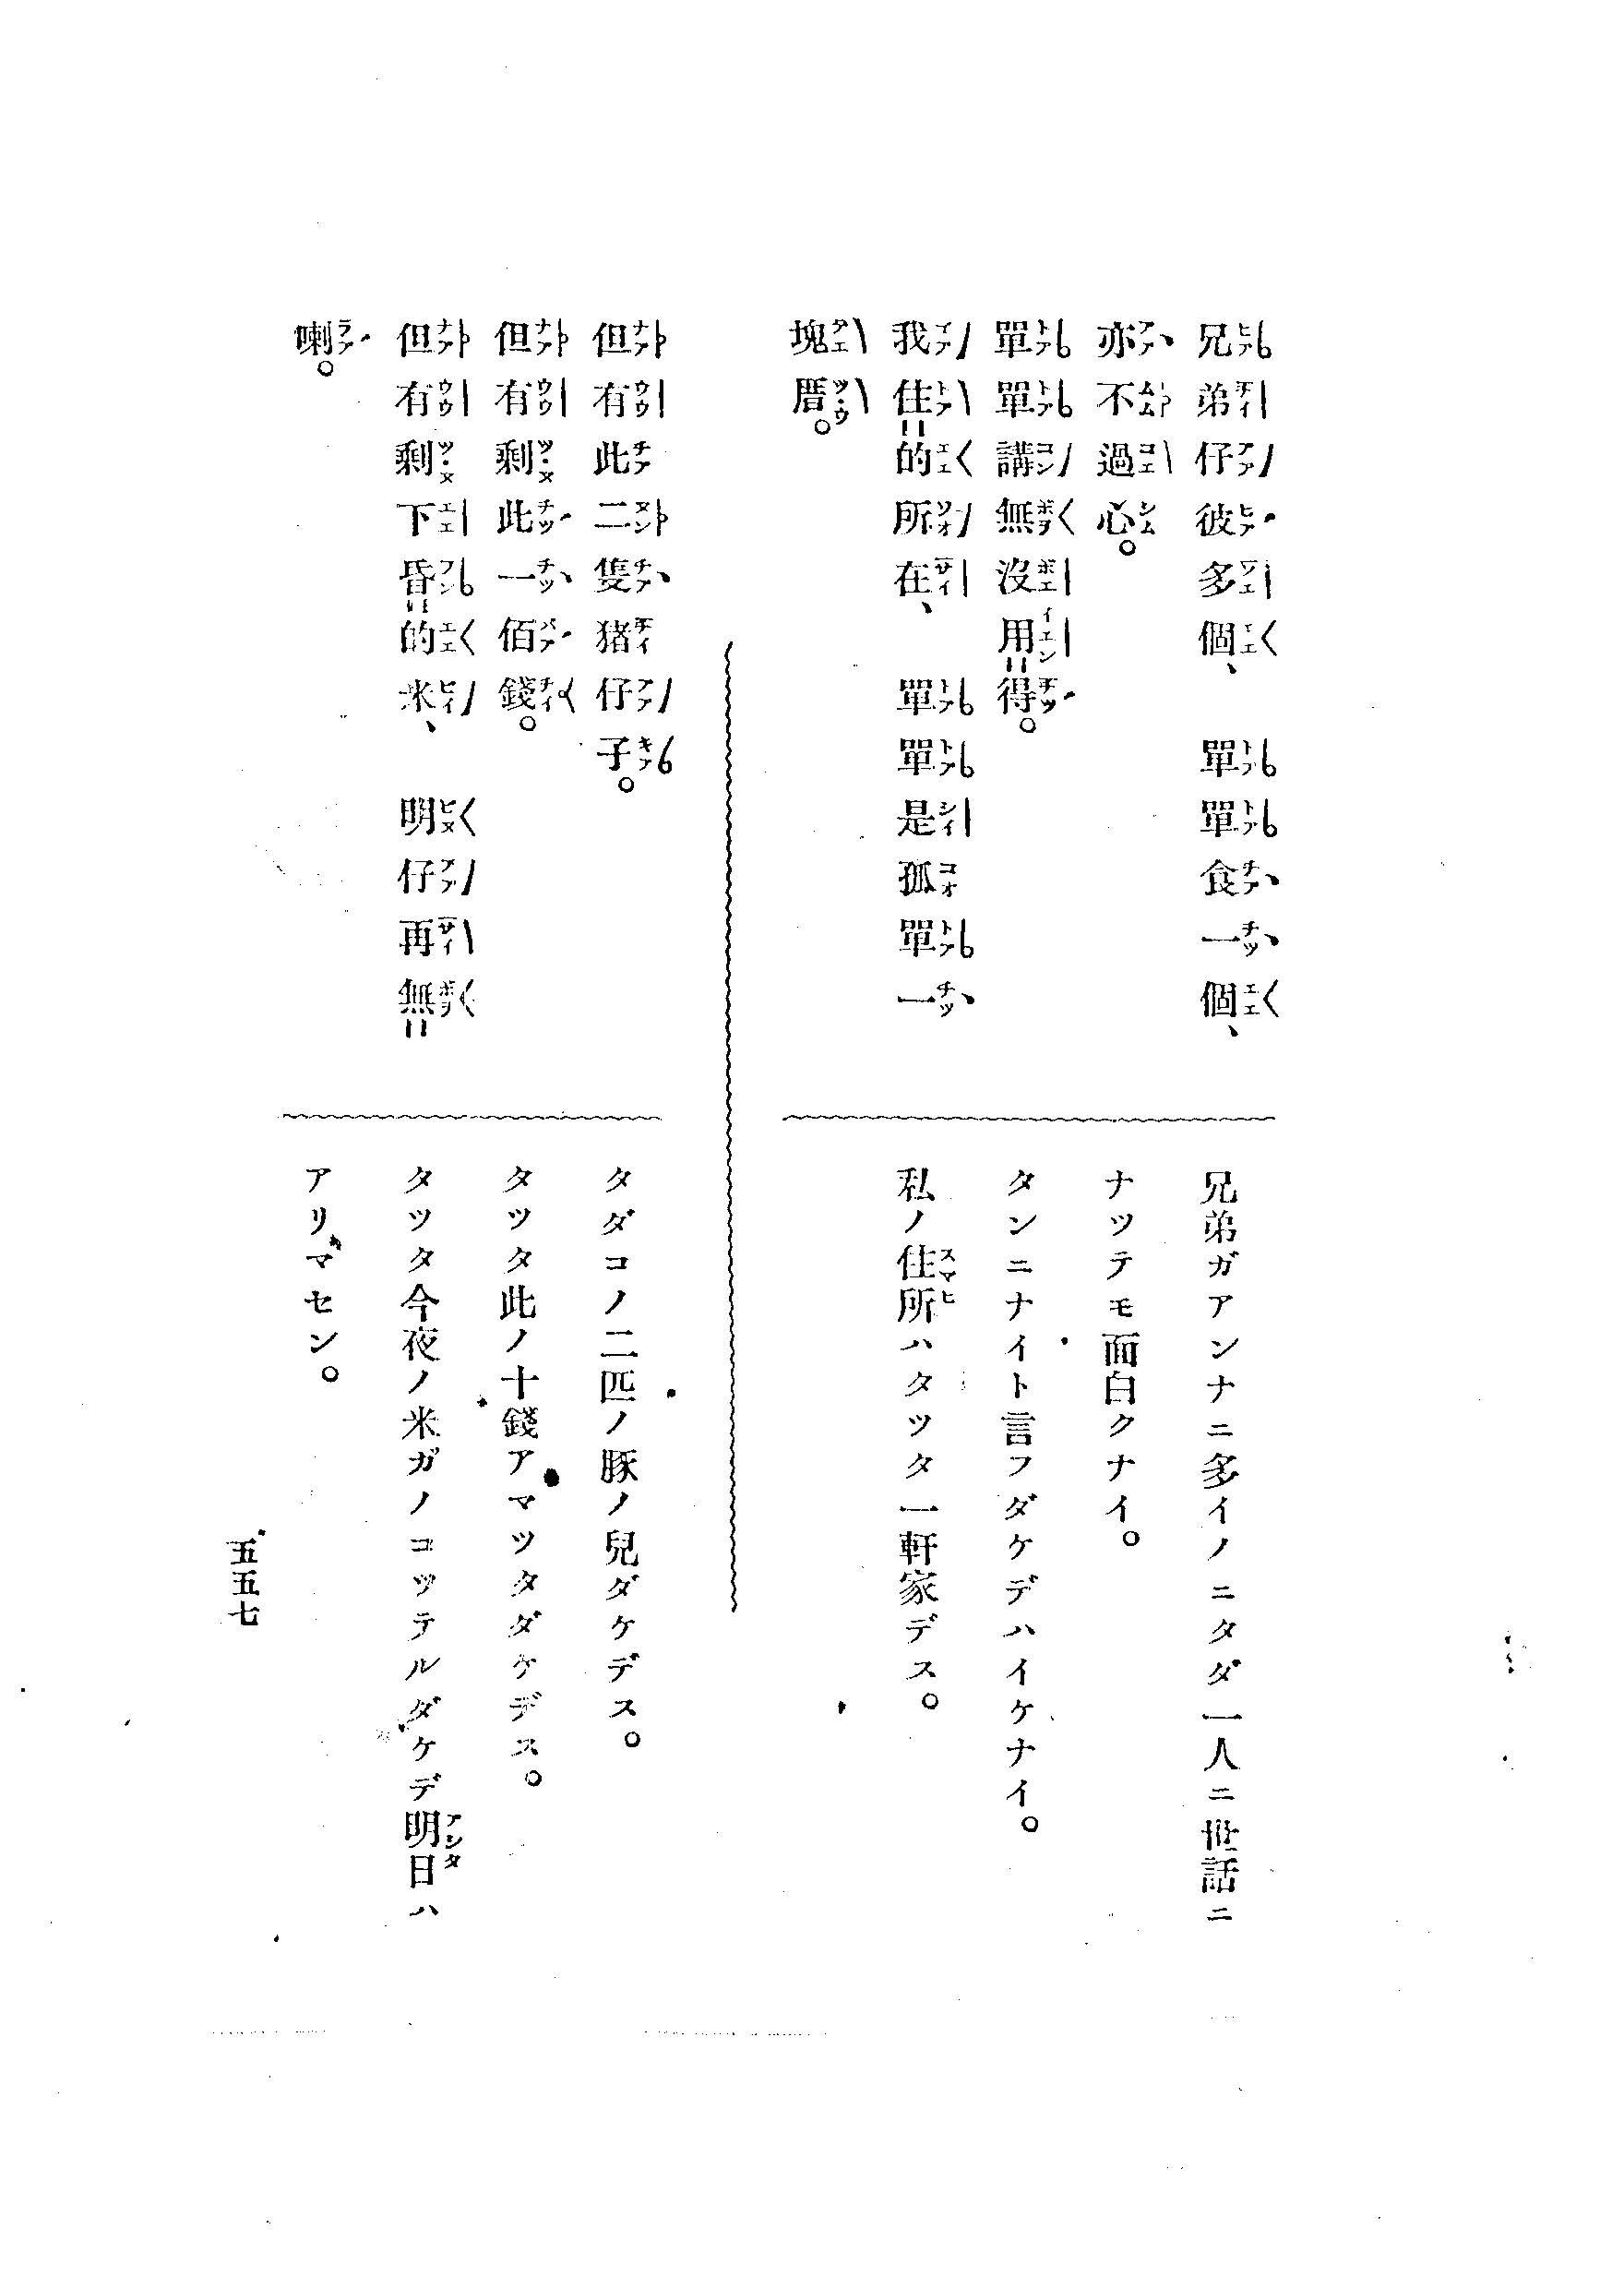 兄弟仔彼多個、單單食一個、
亦不過心。
單單講無沒用＝得。
我住＝的所在、單單是孤單一
塊厝。
兄弟ガアンナニ多イノニタダ一人ニ世話ニ
ナツテモ面白クナイ。
タンニナイト言フダケデハイケナイ。
私ノ住所ハタツタ一軒家デス。
但有此二隻猪仔子。
但有剩此一佰錢。
但有剩下昏＝的米、明仔再無＝
喇。
タダコノ二匹ノ豚ノ兒ダケデス。
タツタ此ノ十錢アマツタダケデス。
タツタ今夜ノ米ガノコツテルダケデ明日ハ
アリマセン。
五五七